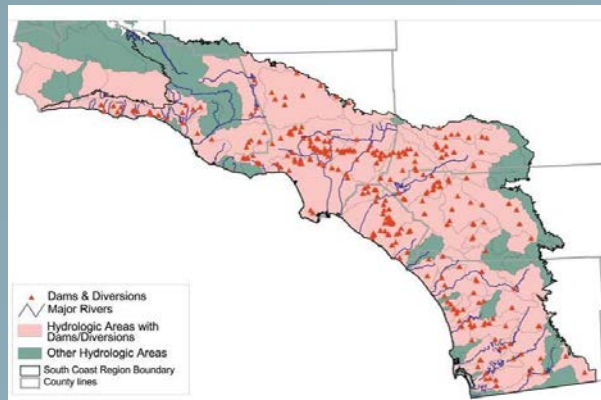 Dams & Diversions
Major Rivers
Hydrologic Areas with
Dams/Diversions
Other Hydrologic Areas
South Coast Region Boundary
County lines